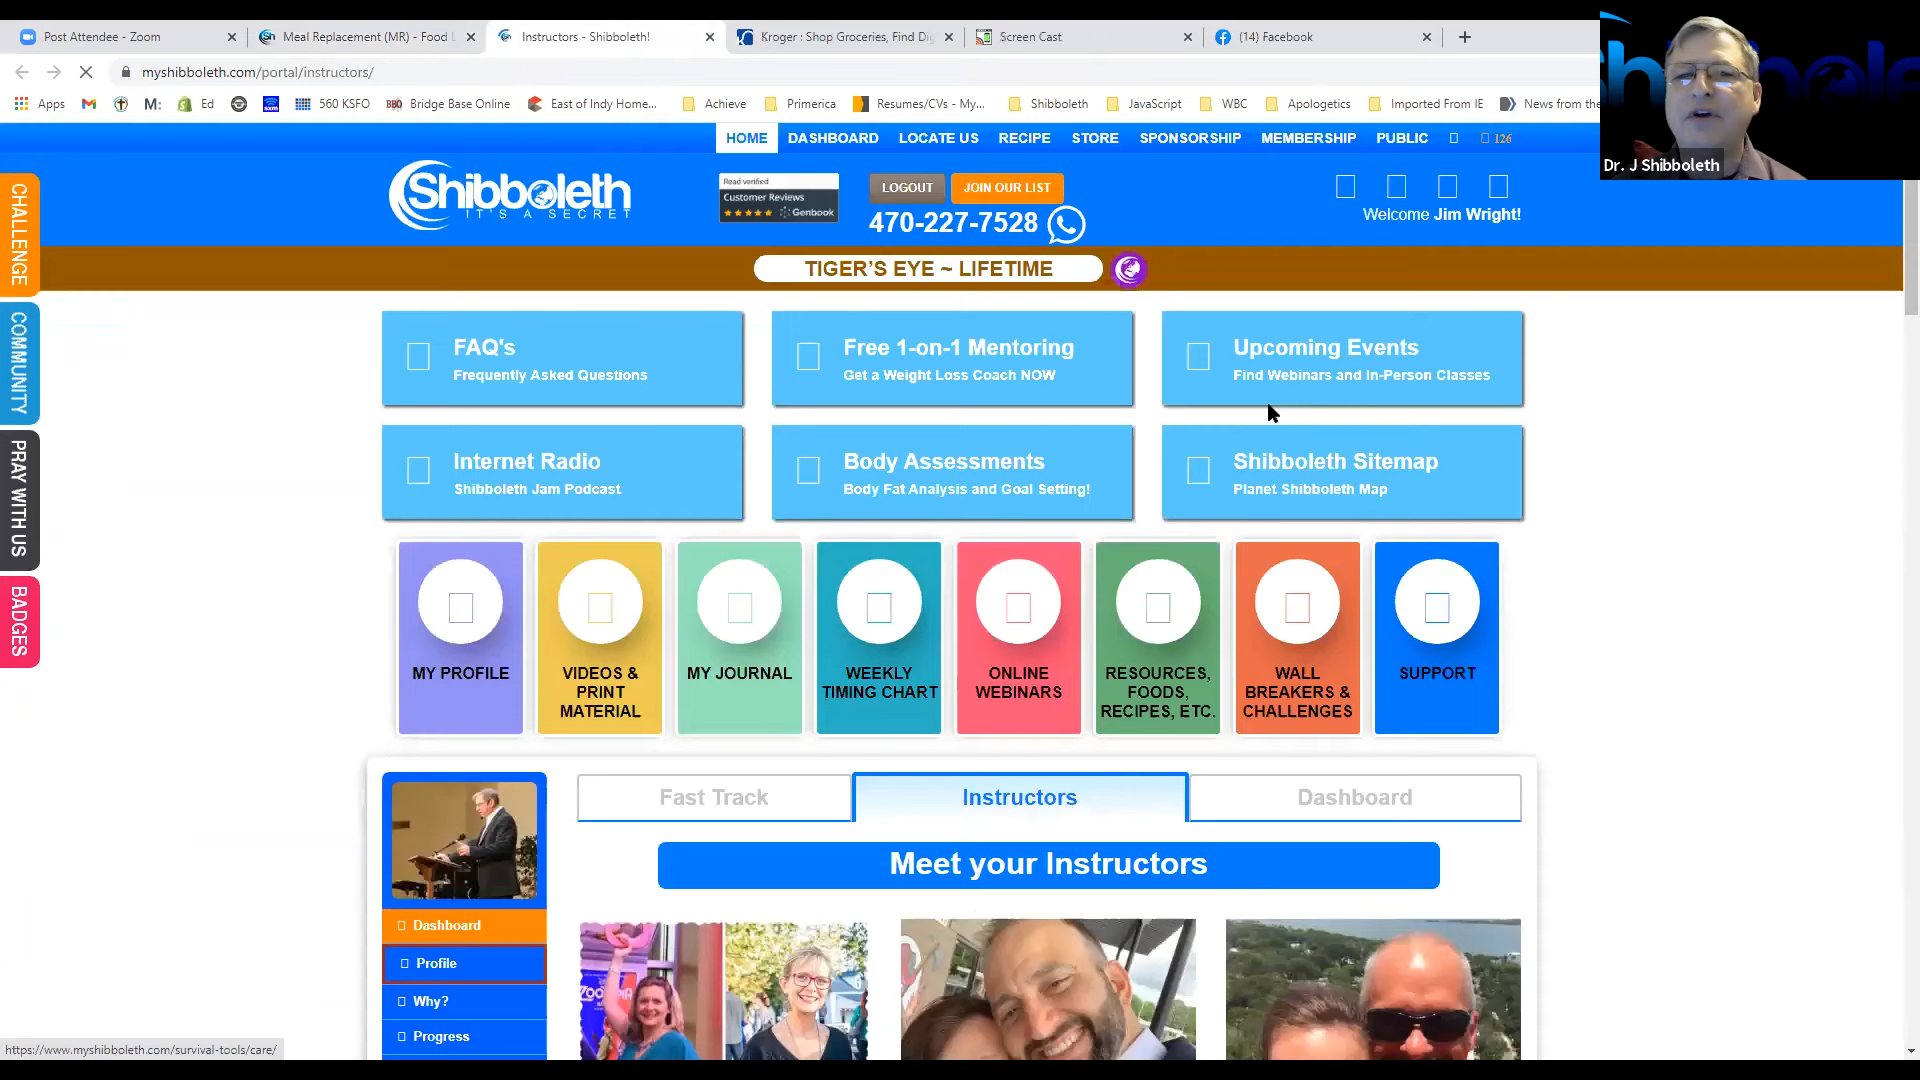 Post Attendee - Zoom
Meal Replacement (MR) - Food L
Instructors - Shibboleth!
Kroger : Shop Groceries, Find Dig
Screen Cast
(14) Facebook
myshibboleth.com/portal/instructors/
Apps
Ed
560 KSFO
Bridge Base Online
East of Indy Home...
Achieve
Primerica
Resumes/CVs - My...
Shibboleth
JavaScript
WBC
Apologetics
Imported From IE
News from the
Dr. J Shibboleth
HOME DASHBOARD LOCATE US RECIPE STORE SPONSORSHIP MEMBERSHIP PUBLIC 126
Shibboleth
IT'S A SECRET
Read verified
Customer Reviews
Genbook
LOGOUT
JOIN OUR LIST
470-227-7528
Welcome Jim Wright!
TIGER'S EYE ~ LIFETIME
CHALLENGE
COMMUNITY
PRAY WITH US
BADGES
FAQ's
Frequently Asked Questions
Free 1-on-1 Mentoring
Get a Weight Loss Coach NOW
Upcoming Events
Find Webinars and In-Person Classes
Internet Radio
Shibboleth Jam Podcast
Body Assessments
Body Fat Analysis and Goal Setting!
Shibboleth Sitemap
Planet Shibboleth Map
MY PROFILE
VIDEOS &
PRINT
MATERIAL
MY JOURNAL
WEEKLY
TIMING CHART
ONLINE
WEBINARS
RESOURCES,
FOODS,
RECIPES, ETC.
WALL
BREAKERS &
CHALLENGES
SUPPORT
Fast Track
Instructors
Dashboard
Meet your Instructors
Dashboard
Profile
Why?
Progress
https://www.myshibboleth.com/survival-tools/care/